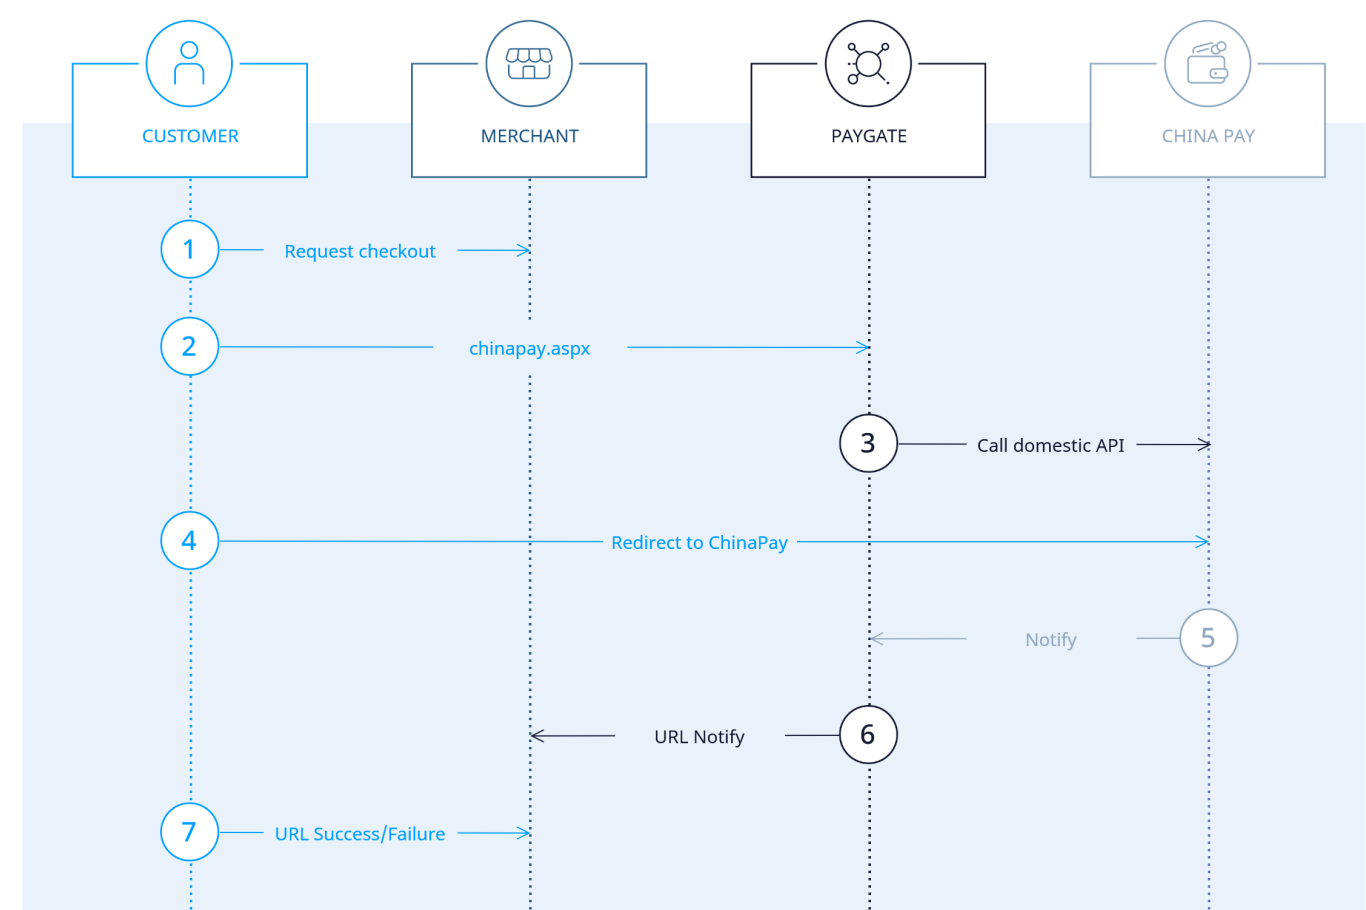 CUSTOMER
MERCHANT
PAYGATE
CHINA PAY
1
Request checkout
2
chinapay.aspx
3
Call domestic API
4
Redirect to ChinaPay
Notify
5
URL Notify
6
7
URL Success/Failure